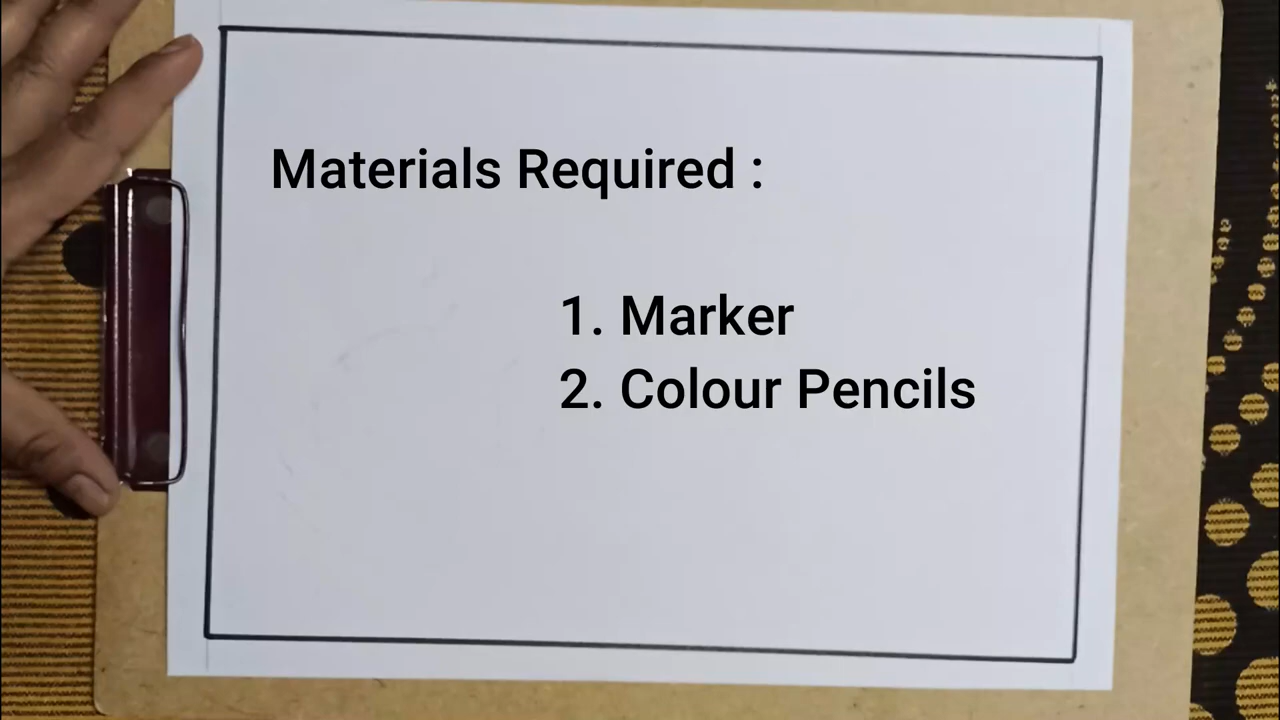 Materials Required :
1. Marker
2. Colour Pencils